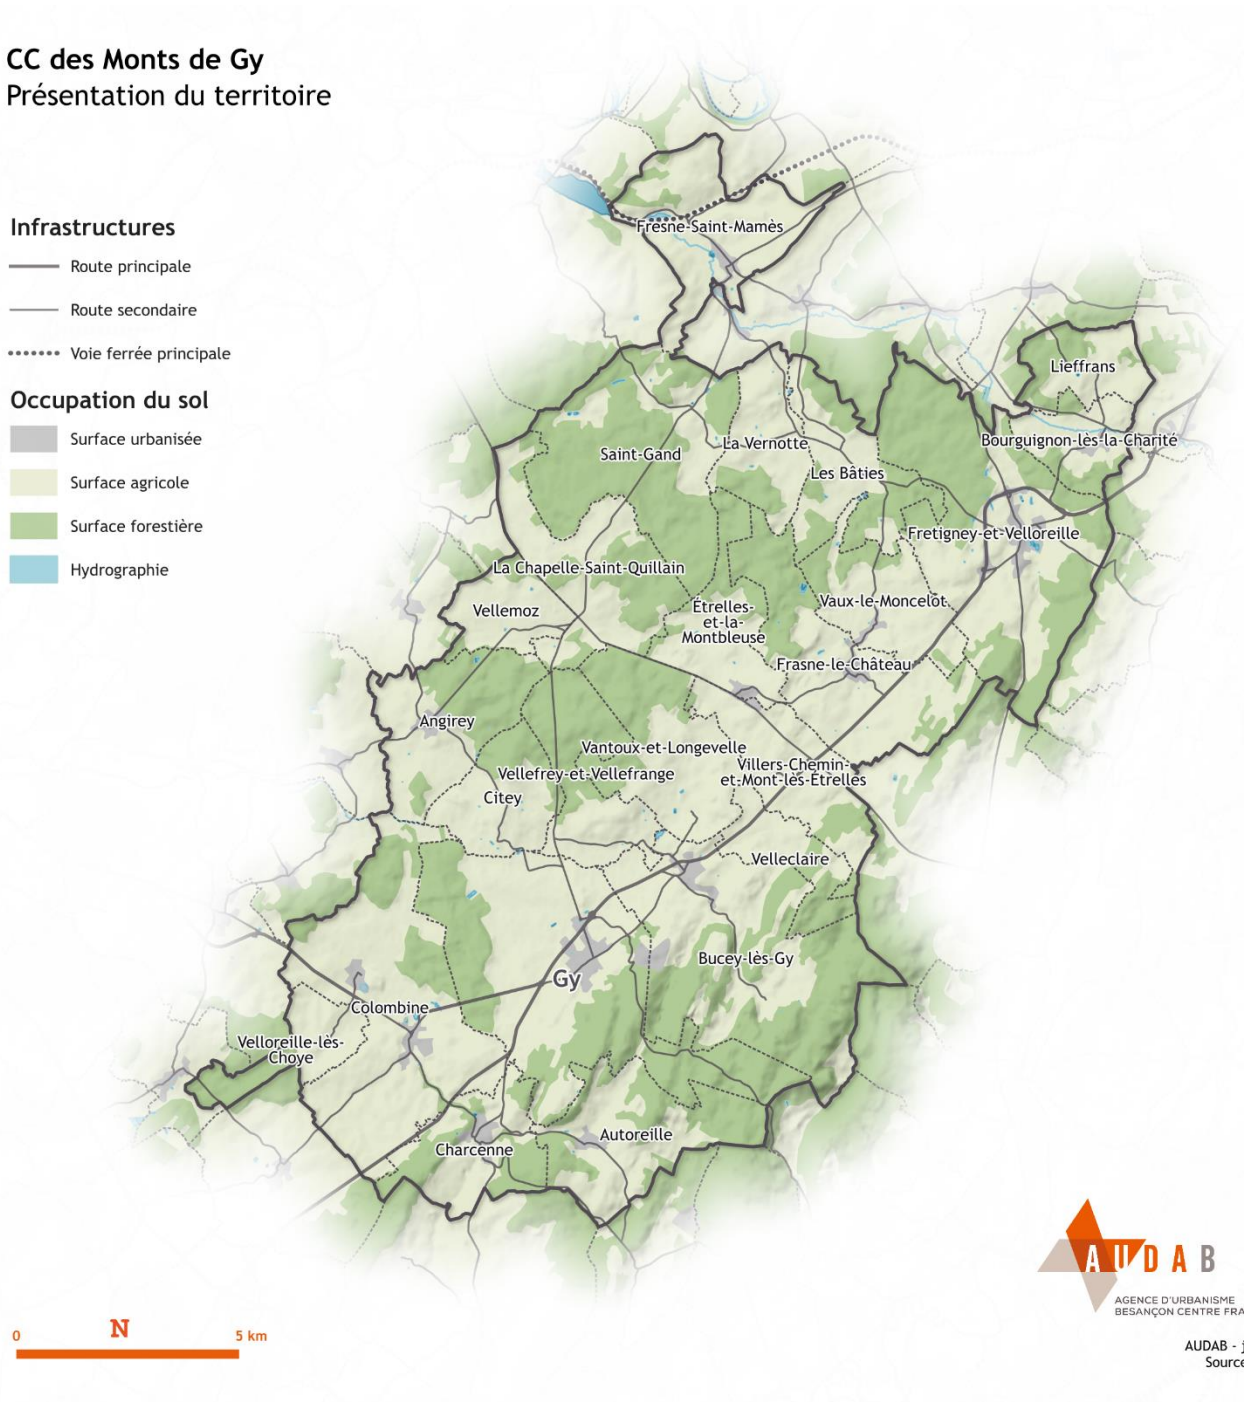 CC des Monts de Gy
Présentation du territoire
Infrastructures
Route principale
Route secondaire
Voie ferrée principale
Occupation du sol
Surface urbanisée
Surface agricole
Surface forestière
Hydrographie
Fresne-Saint-Mamès
Lieffrans
Bourguignon-lès-la-Charité
La Vernotte
Saint-Gand
Les Bâties
Fretigney-et-Velloreille
La Chapelle-Saint-Quillain
Vellemoz
Étrelles-
et-la-
Montbleuse
Vaux-le-Moncelot
Frasne-le-Château
Angirey
Vantoux-et-Longevelle
Villers-Chemin-
et-Mont-lès-Étrelles
Vellefrey-et-Vellefrange
Citey
Velleclaire
Bucey-lès-Gy
Gy
Colombine
Velloreille-lès-
Choye
Charcenne
Autoreille
0
N
5 km
AUDAB
AGENCE D'URBANISME
BESANÇON CENTRE FRA
AUDAB - j
Source